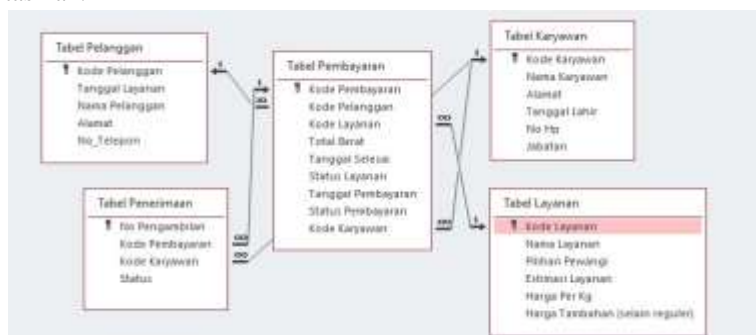 Tabel Pelanggan
Kode Pelanggan
Tanggal Layanan
Nama Pelanggan
Alamat
No_Telepon
Tabel Penerimaan
No Pengambilan
Kode Pembayaran
Kode Karyawan
Status
Tabel Pembayaran
Kode Pembayaran
Kode Pelanggan
Kode Layanan
Total Berat
Tanggal Selesai
Status Layanan
Tanggal Pembayaran
Status Pembayaran
Kode Karyawan
Tabel Karyawan
Kode Karyawan
Nama Karyawan
Alamat
Tanggal Lahir
No Hp
Jabatan
Tabel Layanan
Kode Layanan
Nama Layanan
Pilihan Pewangi
Estimasi Layanan
Harga Per Kg
Harga Tambahan (selain reguler)